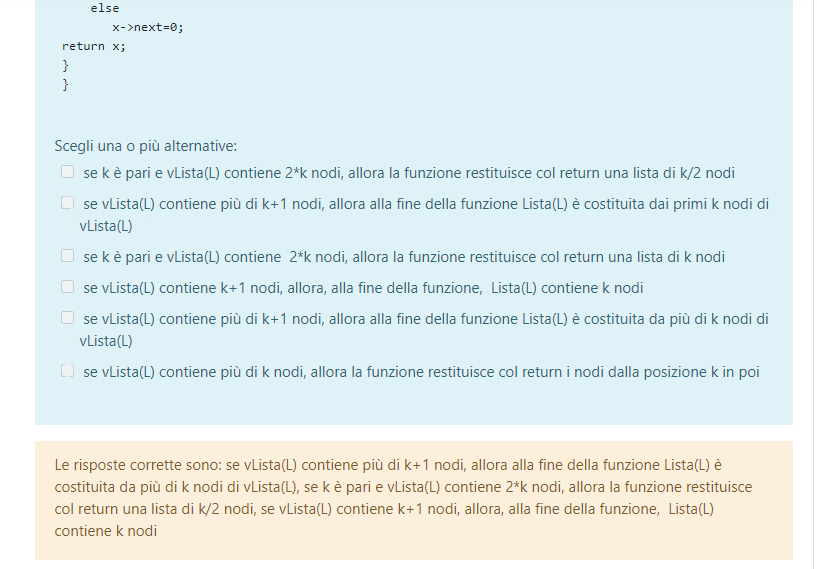 else
x->next=0;
return x;
}
}
Scegli una o più alternative:
se k è pari e vLista(L) contiene 2*k nodi, allora la funzione restituisce col return una lista di k/2 nodi
se vLista(L) contiene più di k+1 nodi, allora alla fine della funzione Lista(L) è costituita dai primi k nodi di
vLista(L)
se k è pari e vLista(L) contiene  2*k nodi, allora la funzione restituisce col return una lista di k nodi
se vLista(L) contiene k+1 nodi, allora, alla fine della funzione,  Lista(L) contiene k nodi
se vLista(L) contiene più di k+1 nodi, allora alla fine della funzione Lista(L) è costituita da più di k nodi di
vLista(L)
se vLista(L) contiene più di k nodi, allora la funzione restituisce col return i nodi dalla posizione k in poi
Le risposte corrette sono: se vLista(L) contiene più di k+1 nodi, allora alla fine della funzione Lista(L) è
costituita da più di k nodi di vLista(L), se k è pari e vLista(L) contiene 2*k nodi, allora la funzione restituisce
col return una lista di k/2 nodi, se vLista(L) contiene k+1 nodi, allora, alla fine della funzione,  Lista(L)
contiene k nodi